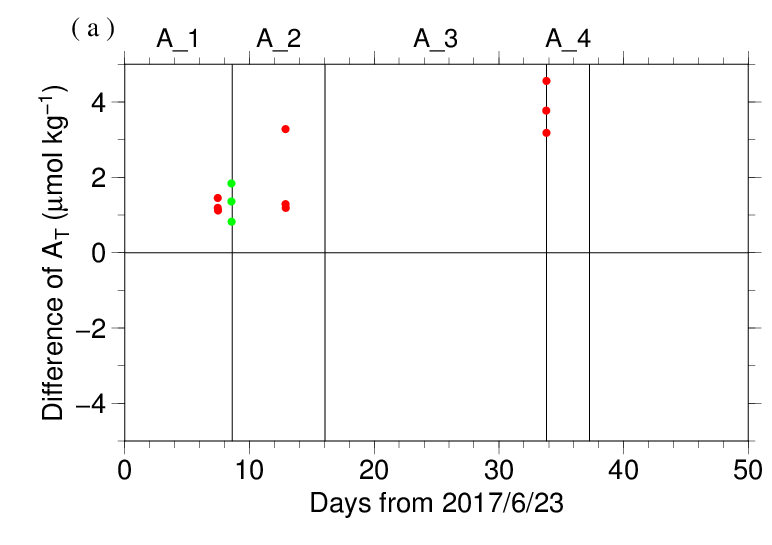 ( a )
A_1 A_2 A_3 A_4
Difference of A_T (μmol kg⁻¹)
4
2
0
−2
−4
0 10 20 30 40 50
Days from 2017/6/23